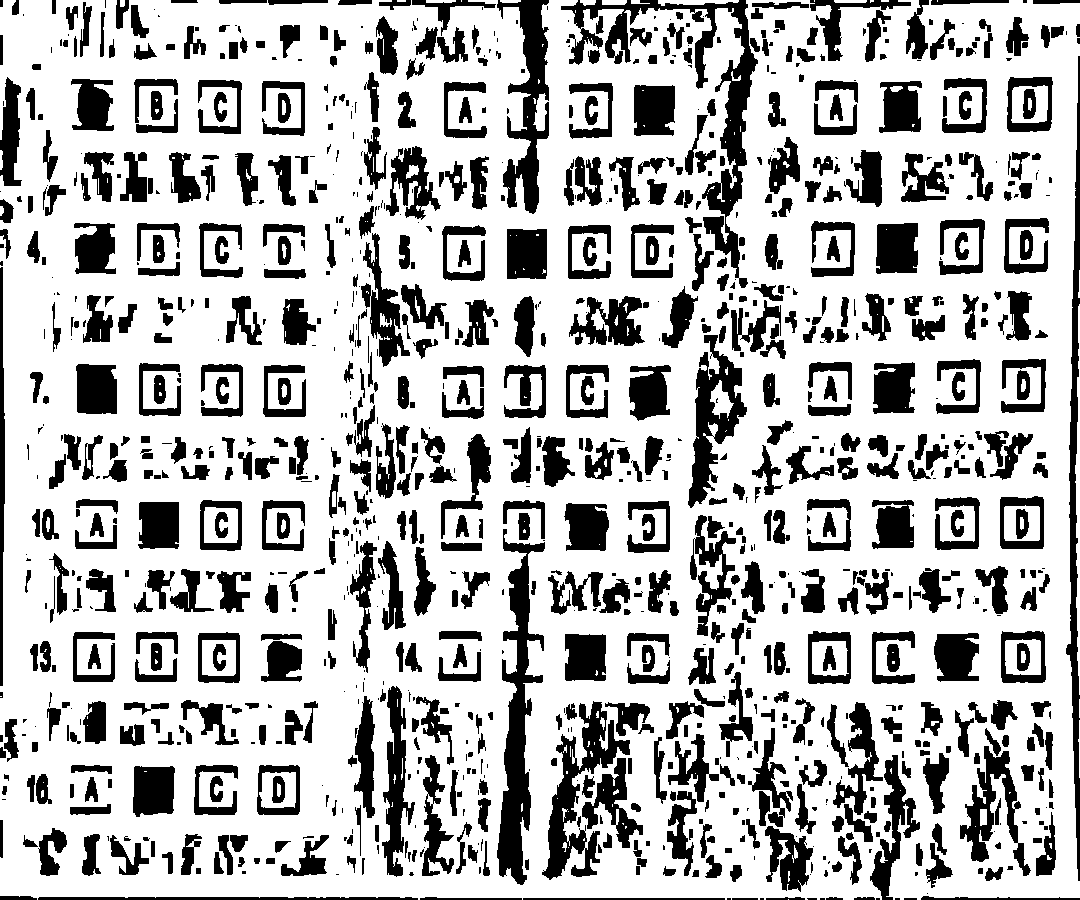 1. B C D 2. A B C 3. A C D
4. B C D 5. A C D 6. A C D
7. B C D 8. A B C 9. A C D
10. A C D 11. A B D 12. A C D
13. A B C 14. A D 15. A B D
16. A C D